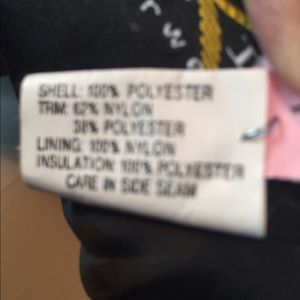 SHELL: 100% POLYESTER
TRIM: 62% NYLON
38% POLYESTER
LINING: 100% NYLON
INSULATION: 100% POLYESTER
CARE IN SIDE SEAM